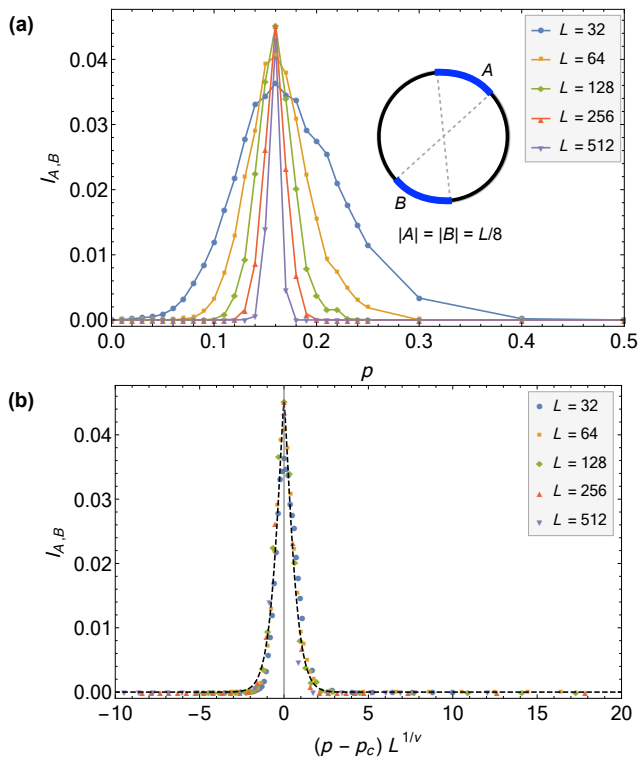 (a)
0.04
0.03
0.02
0.01
0.00
I_{A,B}
0.0 0.1 0.2 0.3 0.4 0.5
p
A
B
|A| = |B| = L/8
L = 32
L = 64
L = 128
L = 256
L = 512
(b)
0.04
0.03
0.02
0.01
0.00
I_{A,B}
−10 −5 0 5 10 15 20
(p − p_c) L^{1/ν}
L = 32
L = 64
L = 128
L = 256
L = 512